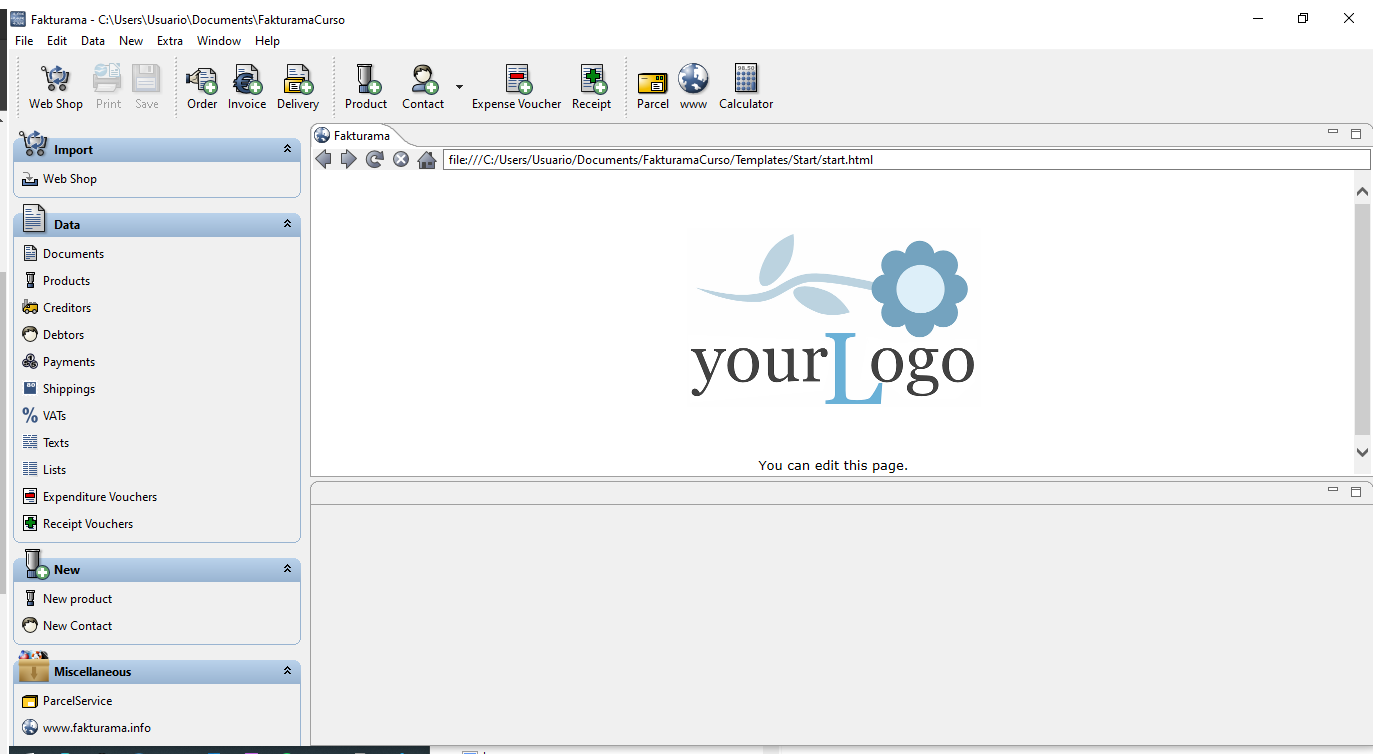 Fakturama - C:\Users\Usuario\Documents\FakturamaCurso
File Edit Data New Extra Window Help
Web Shop Print Save Order Invoice Delivery Product Contact Expense Voucher Receipt Parcel www Calculator
Import
Web Shop
Data
Documents
Products
Creditors
Debtors
Payments
Shippings
VATs
Texts
Lists
Expenditure Vouchers
Receipt Vouchers
New
New product
New Contact
Miscellaneous
ParcelService
www.fakturama.info
Fakturama
file:///C:/Users/Usuario/Documents/FakturamaCurso/Templates/Start/start.html
yourLogo
You can edit this page.